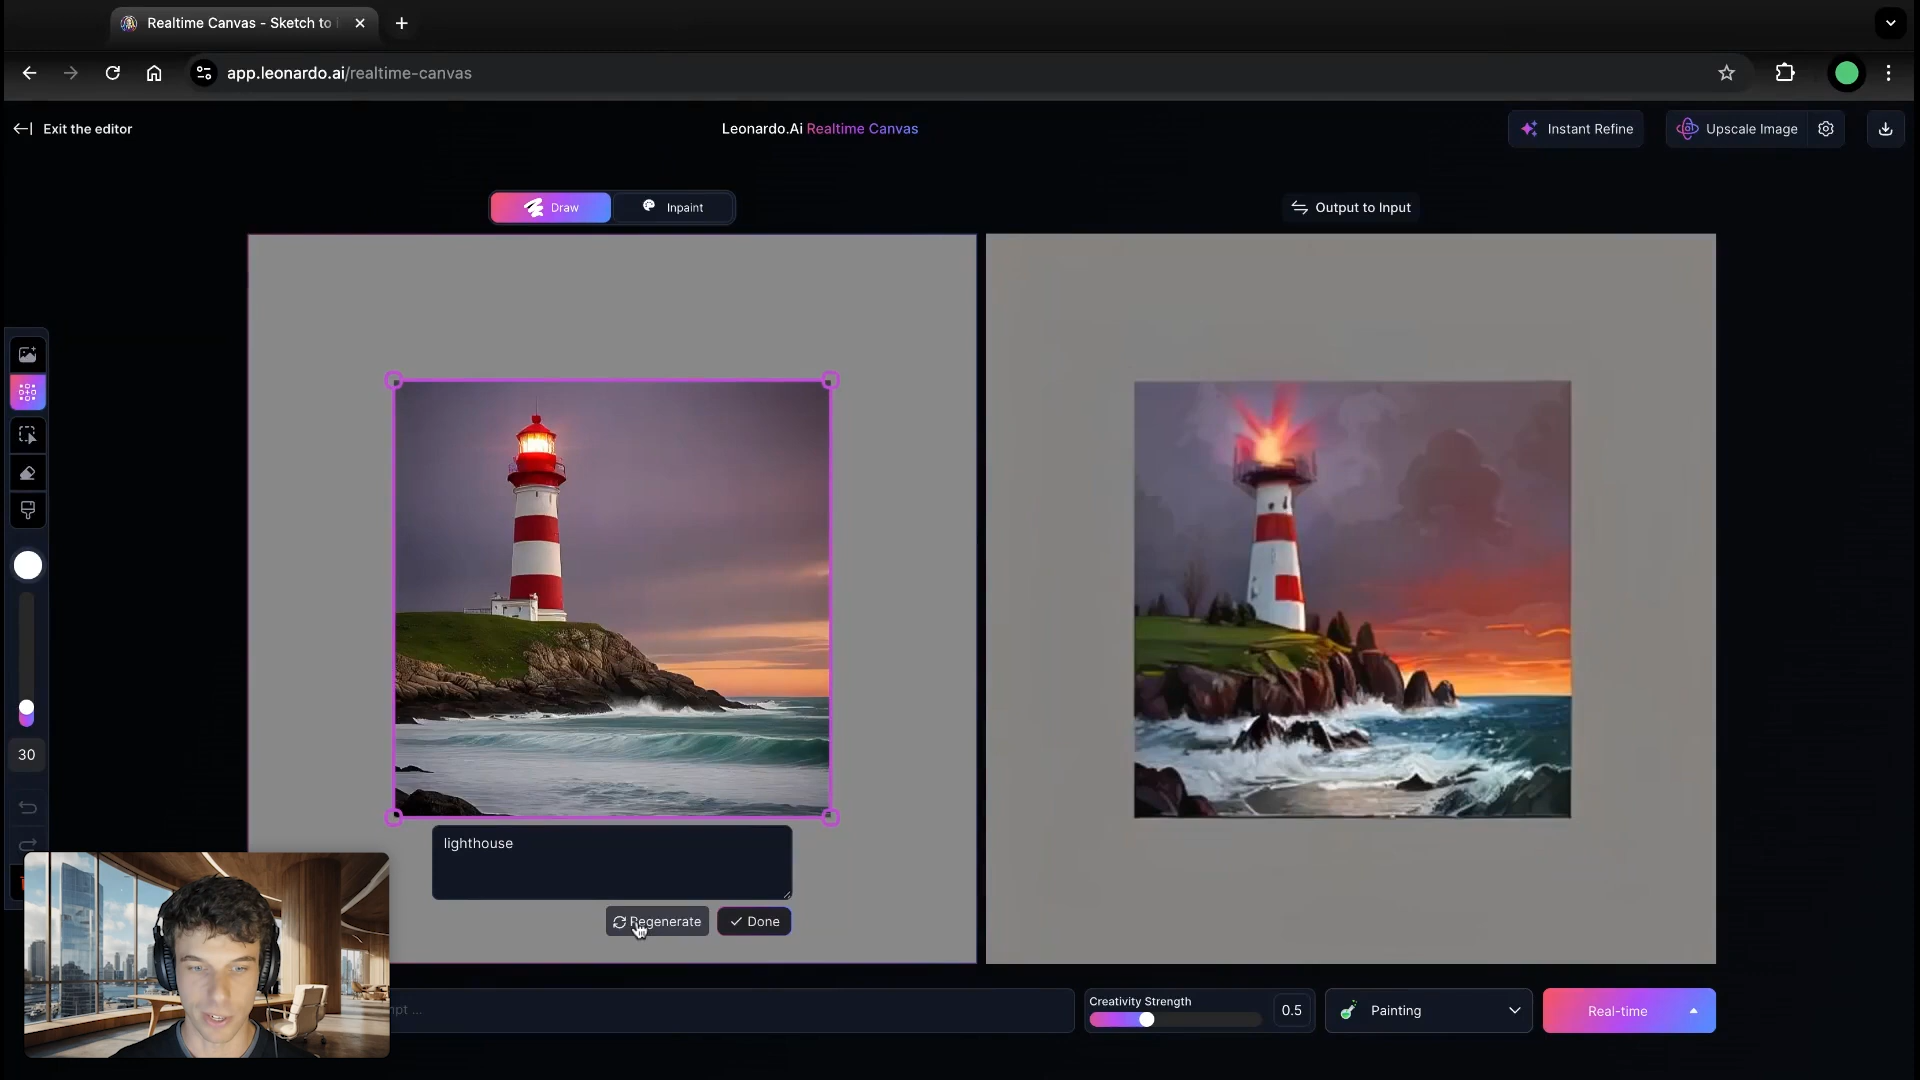 Realtime Canvas - Sketch to
app.leonardo.ai/realtime-canvas
Exit the editor
Leonardo.Ai Realtime Canvas
Instant Refine
Upscale Image
Draw
Inpaint
Output to Input
30
lighthouse
Regenerate
Done
Creativity Strength
0.5
Painting
Real-time